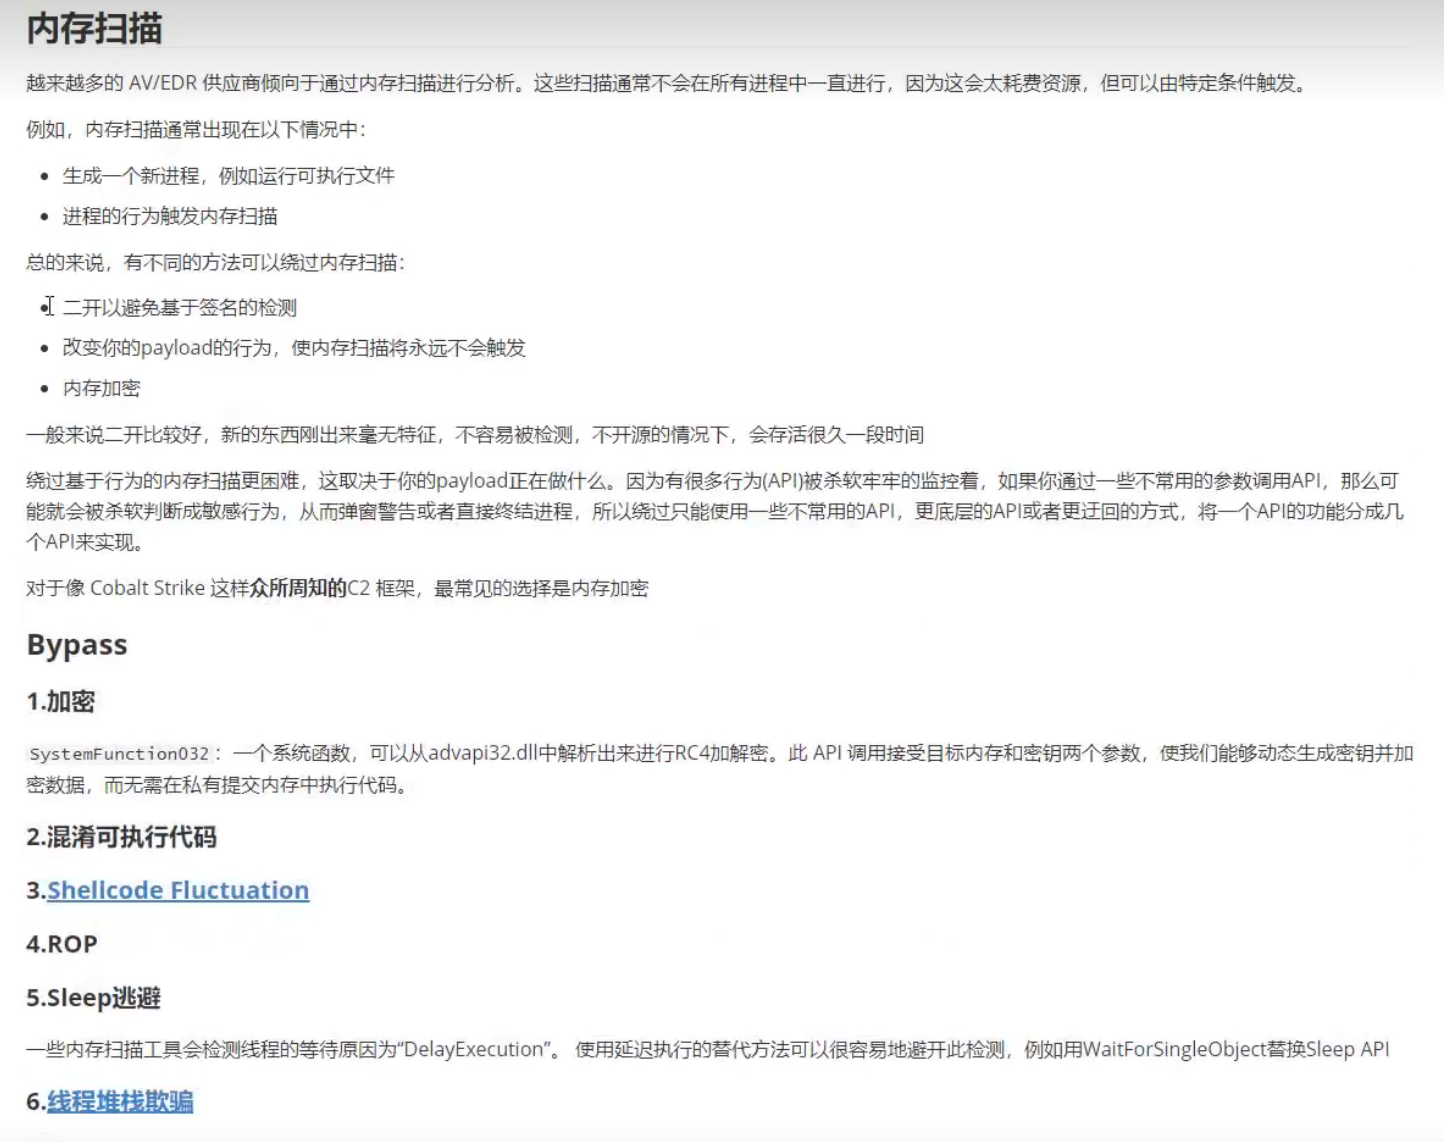 内存扫描
越来越多的 AV/EDR 供应商倾向于通过内存扫描进行分析。这些扫描通常不会在所有进程中一直进行，因为这会太耗费资源，但可以由特定条件触发。
例如，内存扫描通常出现在以下情况中：
生成一个新进程，例如运行可执行文件
进程的行为触发内存扫描
总的来说，有不同的方法可以绕过内存扫描：
二开以避免基于签名的检测
改变你的payload的行为，使内存扫描将永远不会触发
内存加密
一般来说二开比较好，新的东西刚出来毫无特征，不容易被检测，不开源的情况下，会存活很久一段时间
绕过基于行为的内存扫描更困难，这取决于你的payload正在做什么。因为有很多行为(API)被杀软牢牢的监控着，如果你通过一些不常用的参数调用API，那么可
能就会被杀软判断成敏感行为，从而弹窗警告或者直接终结进程，所以绕过只能使用一些不常用的API，更底层的API或者更迂回的方式，将一个API的功能分成几
个API来实现。
对于像 Cobalt Strike 这样众所周知的C2 框架，最常见的选择是内存加密
Bypass
1.加密
SystemFunction032：一个系统函数，可以从advapi32.dll中解析出来进行RC4加解密。此 API 调用接受目标内存和密钥两个参数，使我们能够动态生成密钥并加
密数据，而无需在私有提交内存中执行代码。
2.混淆可执行代码
3.Shellcode Fluctuation
4.ROP
5.Sleep逃避
一些内存扫描工具会检测线程的等待原因为“DelayExecution”。 使用延迟执行的替代方法可以很容易地避开此检测，例如用WaitForSingleObject替换Sleep API
6.线程堆栈欺骗